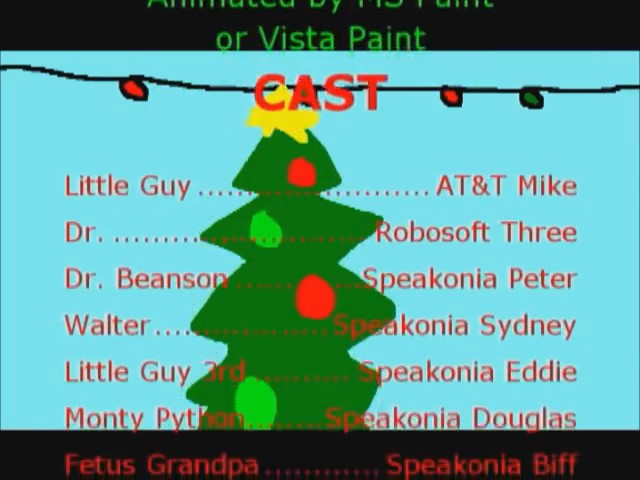 Animated by MS Paint
or Vista Paint
CAST
Little Guy ........................ AT&T Mike
Dr. .......................... Robosoft Three
Dr. Beanson............. Speakonia Peter
Walter.................. Speakonia Sydney
Little Guy 3rd........... Speakonia Eddie
Monty Python........ Speakonia Douglas
Fetus Grandpa............ Speakonia Biff